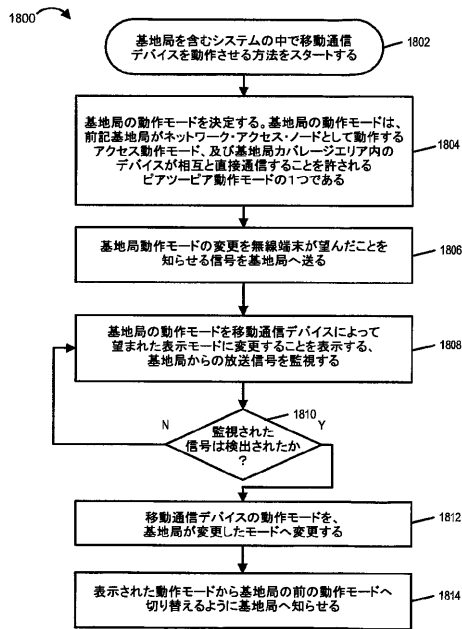 1800
基地局を含むシステムの中で移動通信
デバイスを動作させる方法をスタートする
1802
基地局の動作モードを決定する。基地局の動作モードは、
前記基地局がネットワーク・アクセス・ノードとして動作する
アクセス動作モード、及び基地局カバレージエリア内の
デバイスが相互と直接通信することを許される
ピアツーピア動作モードの1つである
1804
基地局動作モードの変更を無線端末が望んだことを
知らせる信号を基地局へ送る
1806
基地局の動作モードを移動通信デバイスによって
望まれた表示モードに変更することを表示する、
基地局からの放送信号を監視する
1808
1810
N
Y
監視された
信号は検出されたか
?
移動通信デバイスの動作モードを、
基地局が変更したモードへ変更する
1812
表示された動作モードから基地局の前の動作モードへ
切り替えるように基地局へ知らせる
1814